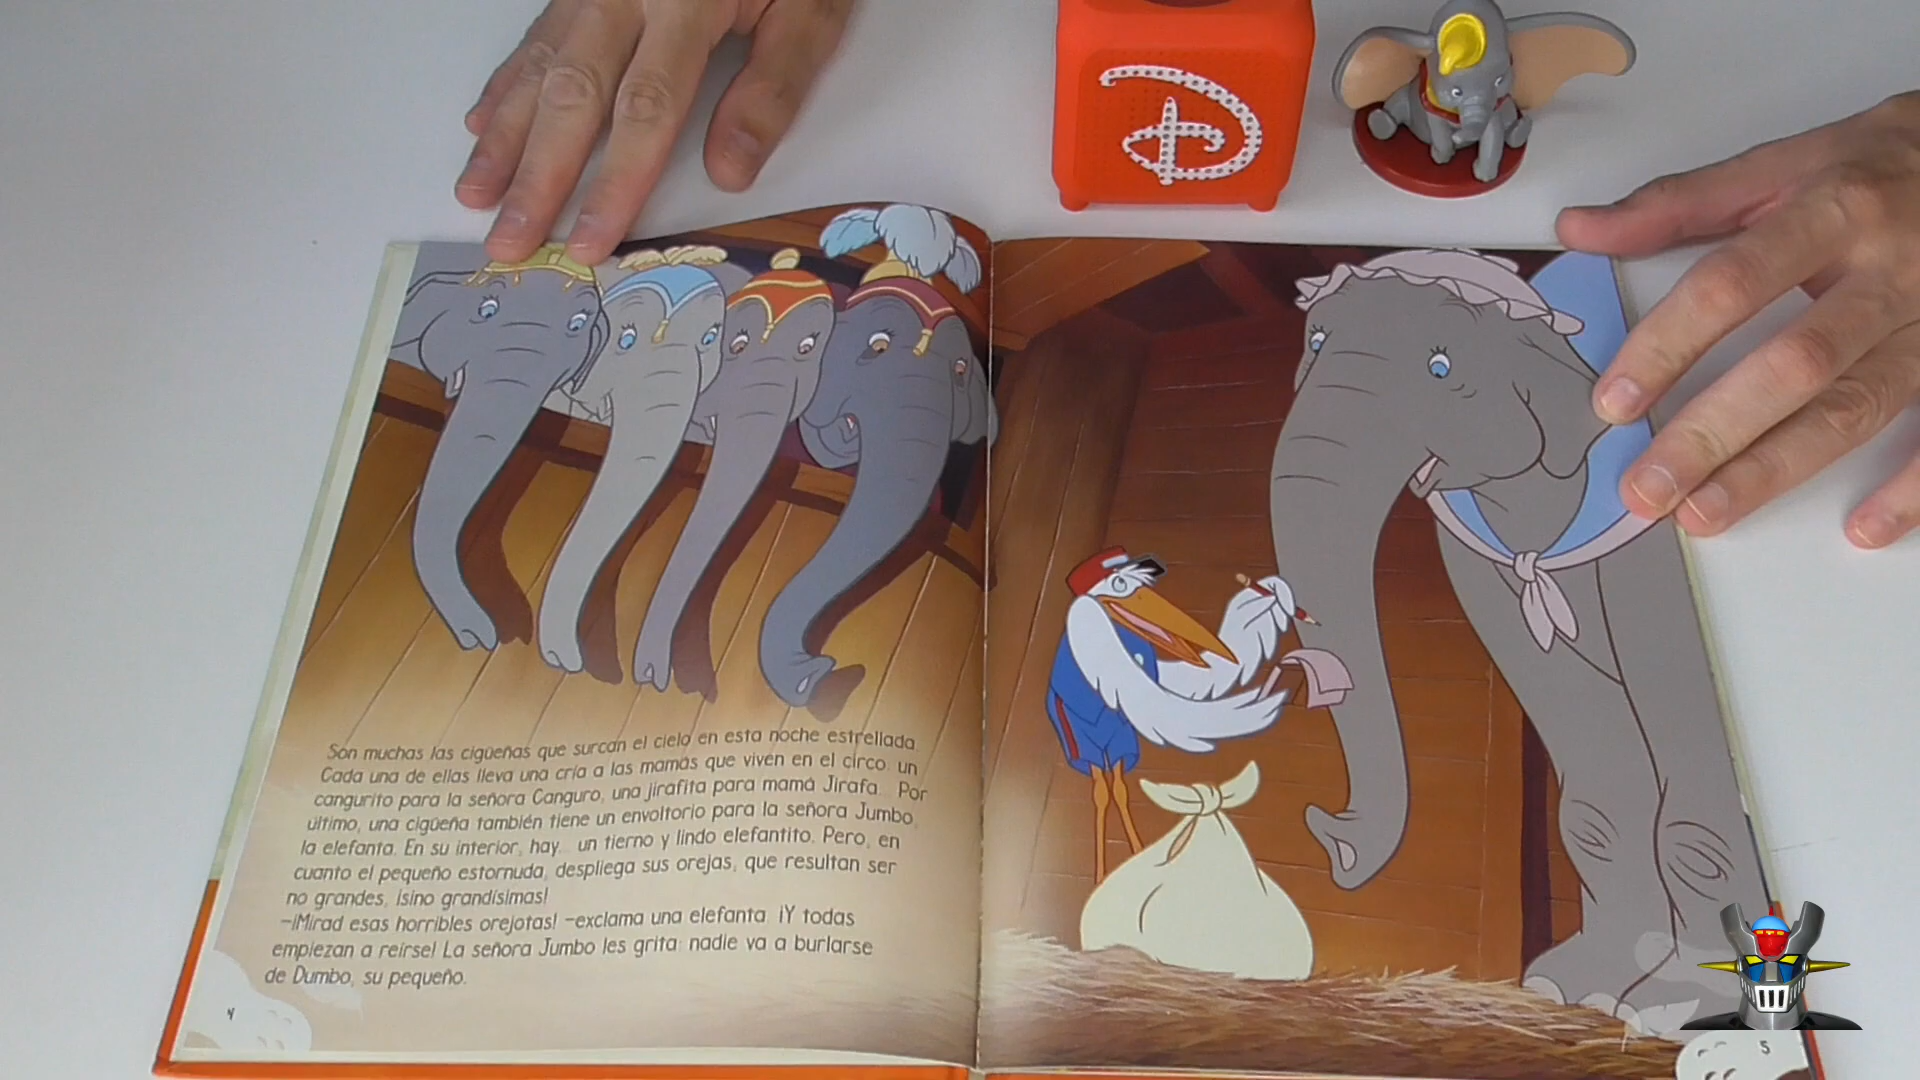 D
Son muchas las cigüeñas que surcan el cielo en esta noche estrellada.
Cada una de ellas lleva una cría a las mamás que viven en el circo: un
cangurito para la señora Canguro, una jirafita para mamá Jirafa... Por
último, una cigüeña también tiene un envoltorio para la señora Jumbo,
la elefanta. En su interior, hay... un tierno y lindo elefantito. Pero, en
cuanto el pequeño estornuda, despliega sus orejas, que resultan ser
no grandes, ¡sino grandísimas!
–¡Mirad esas horribles orejotas! –exclama una elefanta. ¡Y todas
empiezan a reírse! La señora Jumbo les grita: nadie va a burlarse
de Dumbo, su pequeño.
4
5